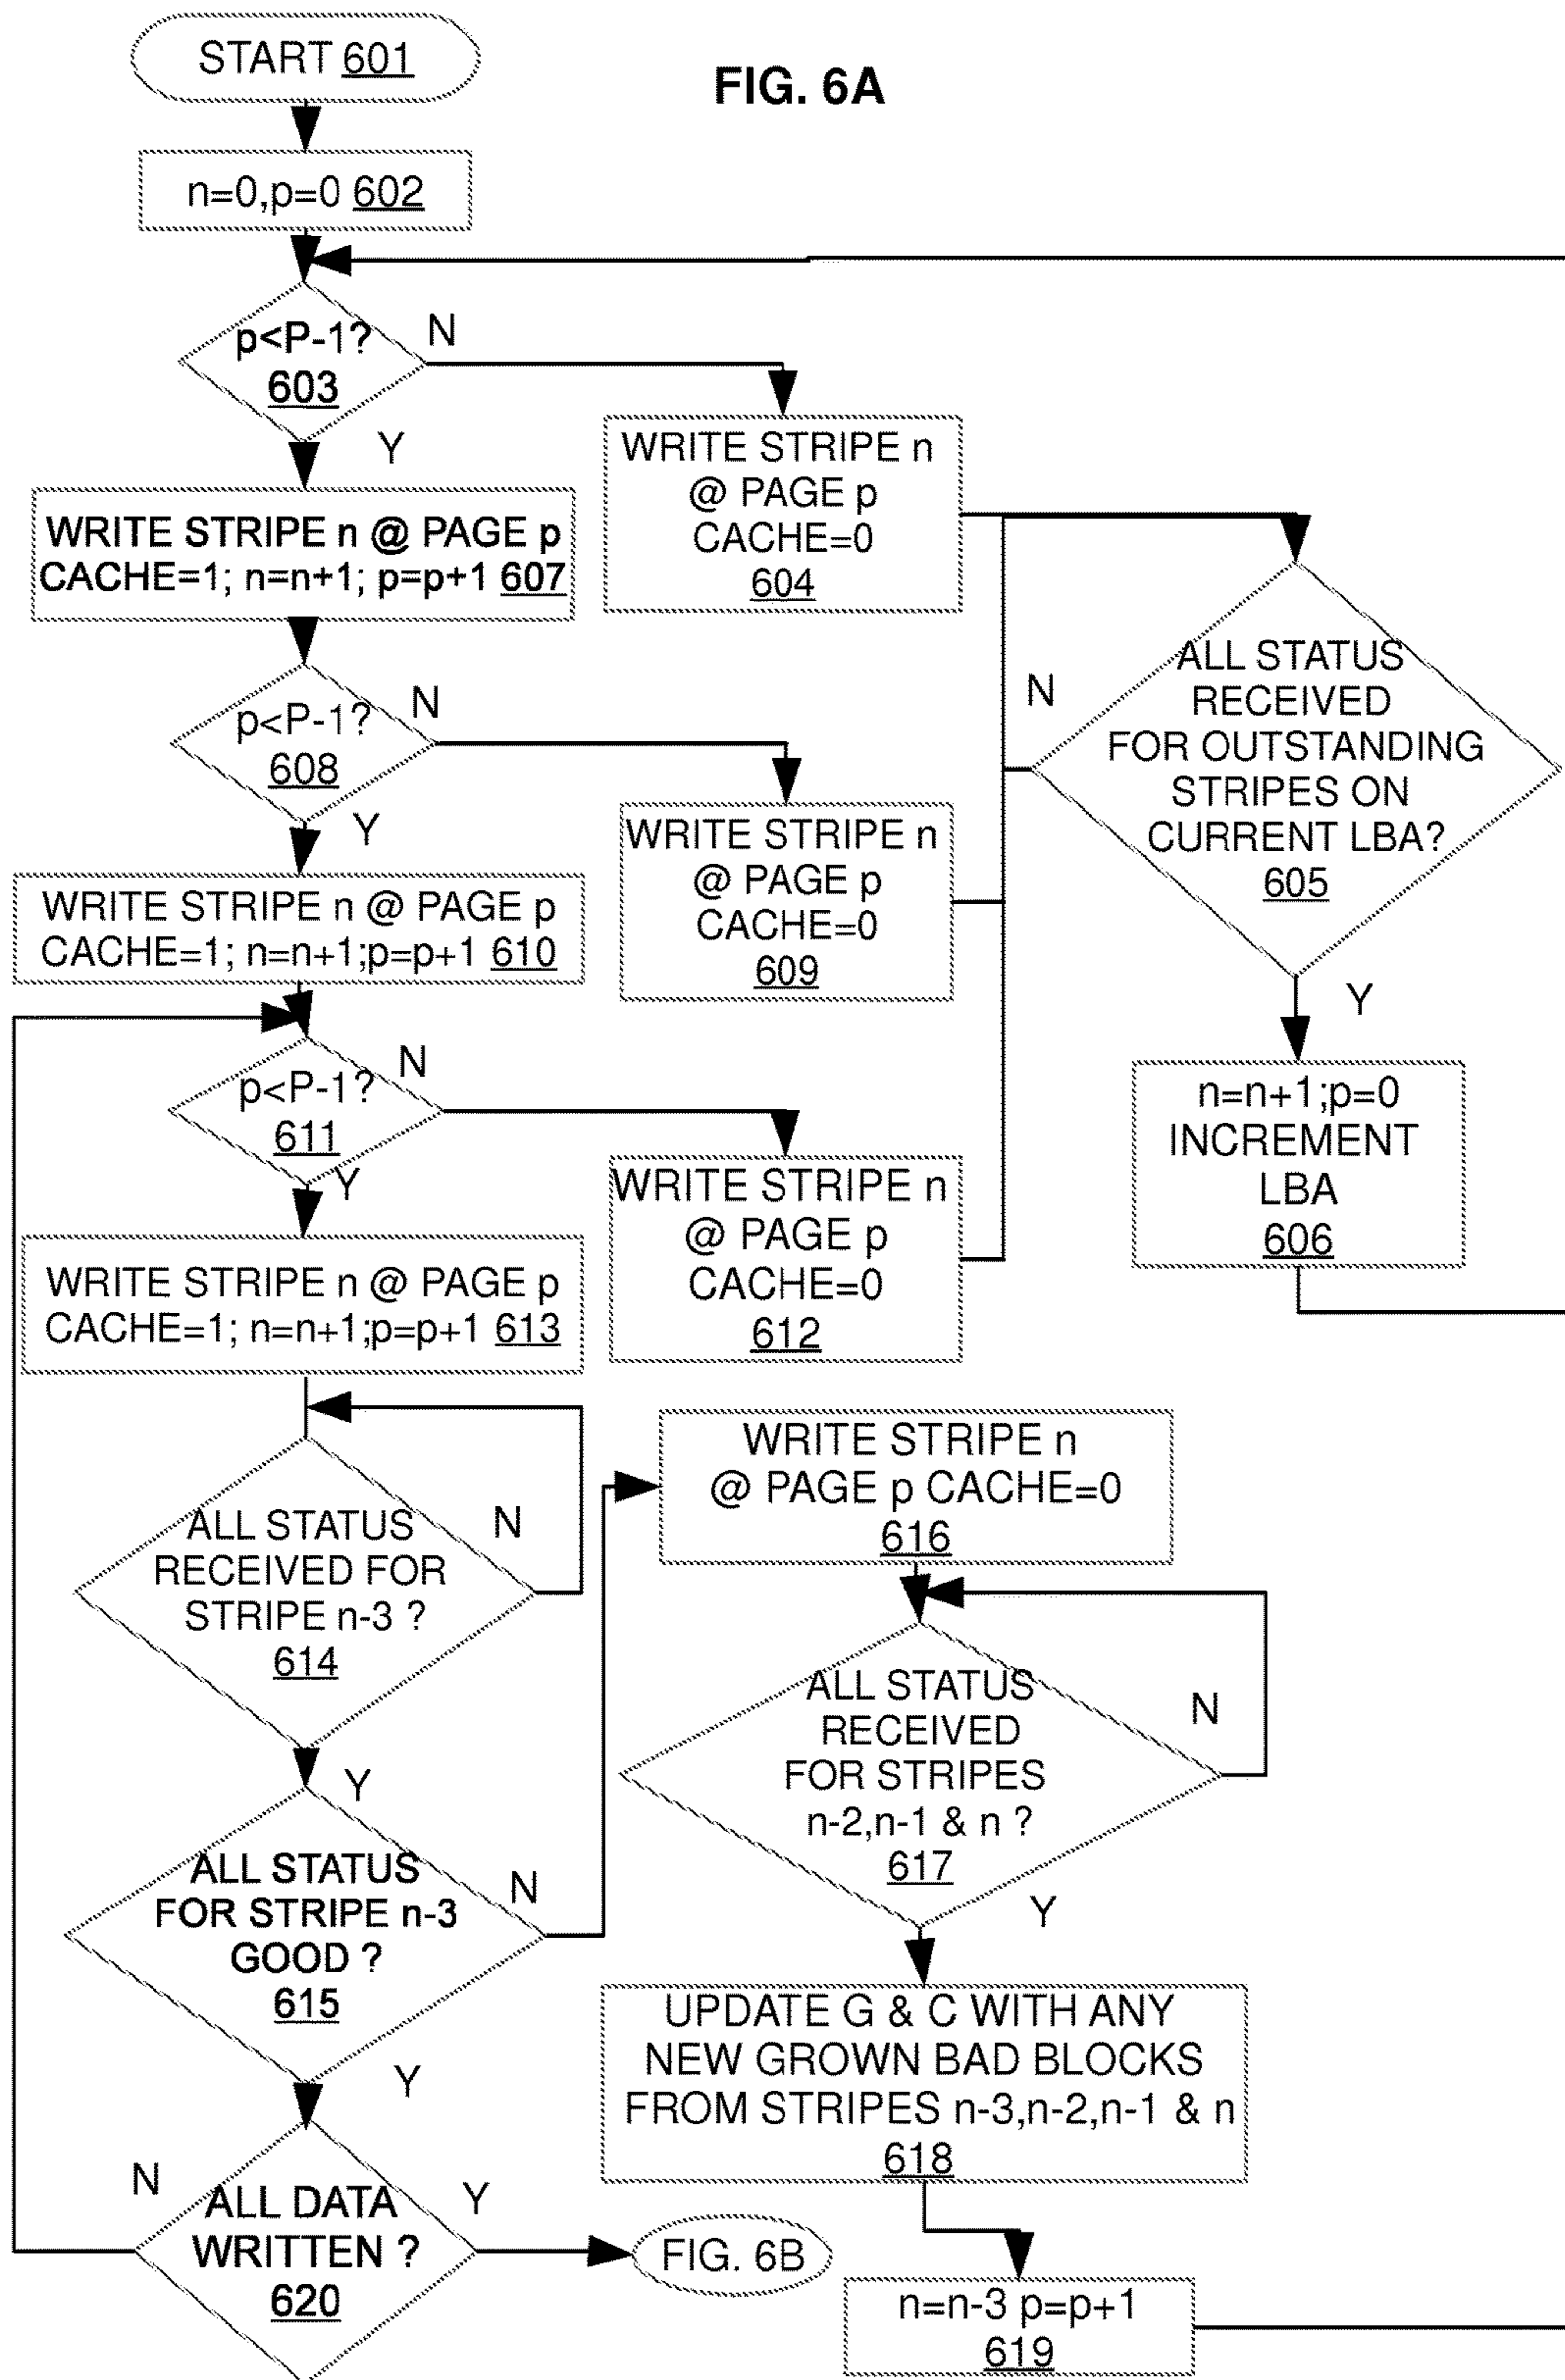 START 601
FIG. 6A
n=0,p=0 602
p<P-1?
603
N
Y
WRITE STRIPE n
@ PAGE p
CACHE=0
604
WRITE STRIPE n @ PAGE p
CACHE=1; n=n+1; p=p+1 607
p<P-1?
608
N
Y
WRITE STRIPE n
@ PAGE p
CACHE=0
609
ALL STATUS
RECEIVED
FOR OUTSTANDING
STRIPES ON
CURRENT LBA?
605
N
Y
n=n+1;p=0
INCREMENT
LBA
606
WRITE STRIPE n @ PAGE p
CACHE=1; n=n+1;p=p+1 610
p<P-1?
611
N
Y
WRITE STRIPE n
@ PAGE p
CACHE=0
612
WRITE STRIPE n @ PAGE p
CACHE=1; n=n+1;p=p+1 613
ALL STATUS
RECEIVED FOR
STRIPE n-3 ?
614
N
Y
ALL STATUS
FOR STRIPE n-3
GOOD ?
615
N
Y
WRITE STRIPE n
@ PAGE p CACHE=0
616
ALL STATUS
RECEIVED
FOR STRIPES
n-2,n-1 & n ?
617
N
Y
UPDATE G & C WITH ANY
NEW GROWN BAD BLOCKS
FROM STRIPES n-3,n-2,n-1 & n
618
n=n-3 p=p+1
619
ALL DATA
WRITTEN ?
620
N
Y
FIG. 6B